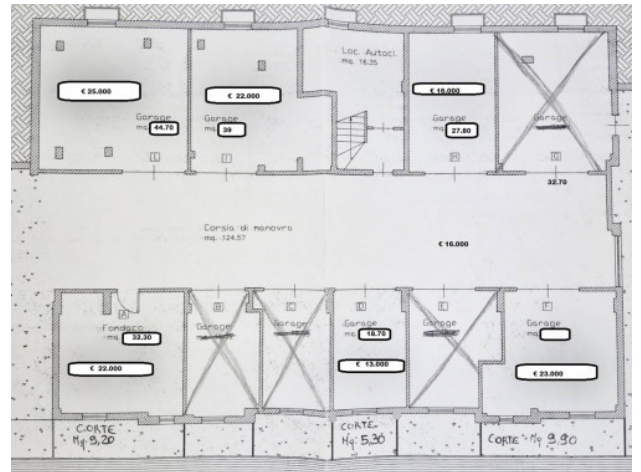 Loc. Autocl.
mq. 16.35
€ 25.000
€ 22.000
€ 16.000
Garage
mq. 44.70
Garage
mq. 39
Garage
mq. 27.80
Garage
L
I
H
G
32.70
Corsia di manovra
mq. 124.57
€ 16.000
A
B
C
D
E
F
Fondaco
mq. 32.30
Garage
Garage
Garage
mq. 18.70
Garage
Garage
mq.
€ 22.000
€ 13.000
€ 23.000
CORTE
Mq. 9,20
CORTE
Mq. 5,30
CORTE - Mq 9.90